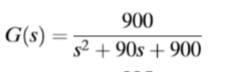 G(s) = 900 / (s² + 90s + 900)